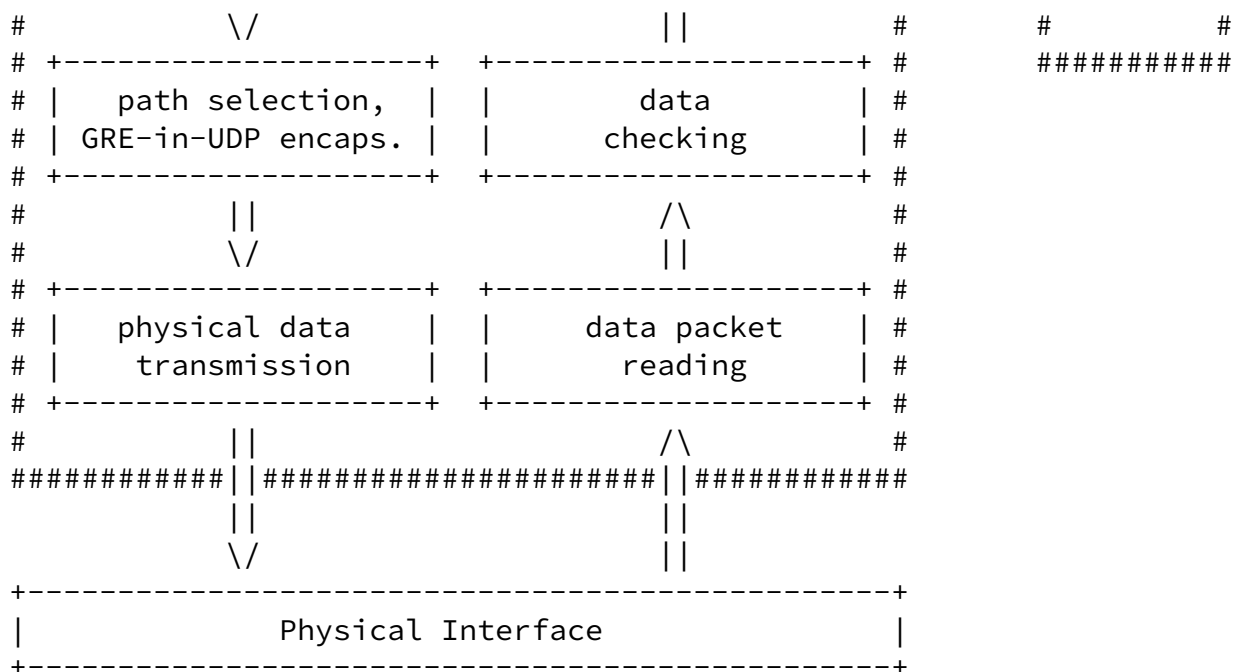 #           \/                      ||          #       #         #
# +--------------------+  +--------------------+ #       ###########
# |   path selection,  |  |        data        | #
# | GRE-in-UDP encaps. |  |      checking      | #
# +--------------------+  +--------------------+ #
#           ||                      /\          #
#           \/                      ||          #
# +--------------------+  +--------------------+ #
# |   physical data    |  |     data packet    | #
# |    transmission    |  |       reading      | #
# +--------------------+  +--------------------+ #
#           ||                      /\          #
############||######################||############
            ||                      ||
            \/                      ||
+------------------------------------------------+
|              Physical Interface                |
+------------------------------------------------+